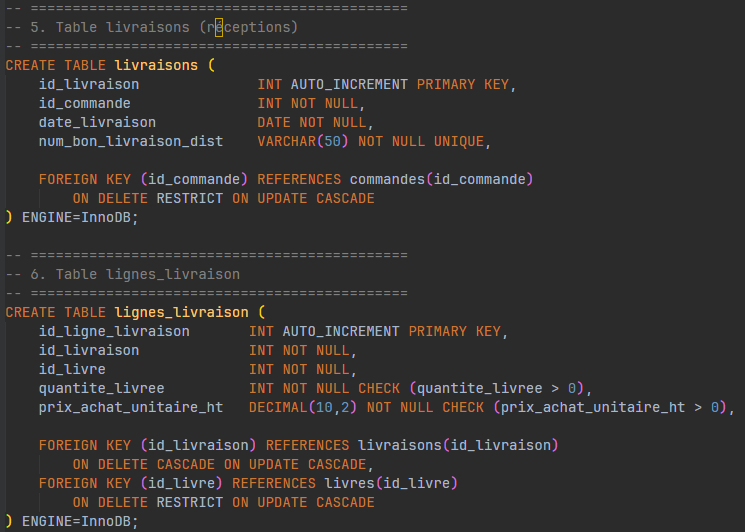 -- =============================================
-- 5. Table livraisons (réceptions)
-- =============================================
CREATE TABLE livraisons (
    id_livraison              INT AUTO_INCREMENT PRIMARY KEY,
    id_commande               INT NOT NULL,
    date_livraison            DATE NOT NULL,
    num_bon_livraison_dist    VARCHAR(50) NOT NULL UNIQUE,

    FOREIGN KEY (id_commande) REFERENCES commandes(id_commande)
        ON DELETE RESTRICT ON UPDATE CASCADE
) ENGINE=InnoDB;

-- =============================================
-- 6. Table lignes_livraison
-- =============================================
CREATE TABLE lignes_livraison (
    id_ligne_livraison       INT AUTO_INCREMENT PRIMARY KEY,
    id_livraison             INT NOT NULL,
    id_livre                 INT NOT NULL,
    quantite_livree          INT NOT NULL CHECK (quantite_livree > 0),
    prix_achat_unitaire_ht   DECIMAL(10,2) NOT NULL CHECK (prix_achat_unitaire_ht > 0),

    FOREIGN KEY (id_livraison) REFERENCES livraisons(id_livraison)
        ON DELETE CASCADE ON UPDATE CASCADE,
    FOREIGN KEY (id_livre) REFERENCES livres(id_livre)
        ON DELETE RESTRICT ON UPDATE CASCADE
) ENGINE=InnoDB;